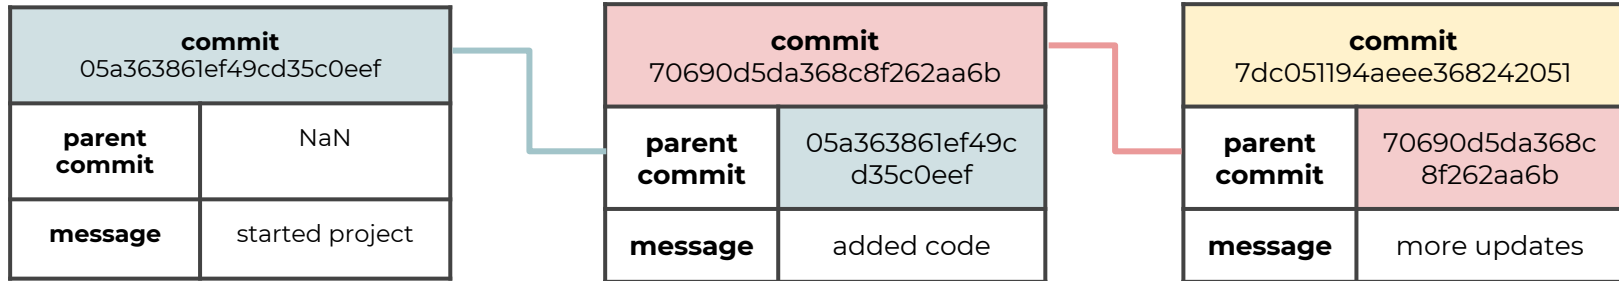 commit
05a363861ef49cd35c0eef
parent
commit
NaN
message
started project
commit
70690d5da368c8f262aa6b
parent
commit
05a363861ef49c
d35c0eef
message
added code
commit
7dc051194aeee368242051
parent
commit
70690d5da368c
8f262aa6b
message
more updates